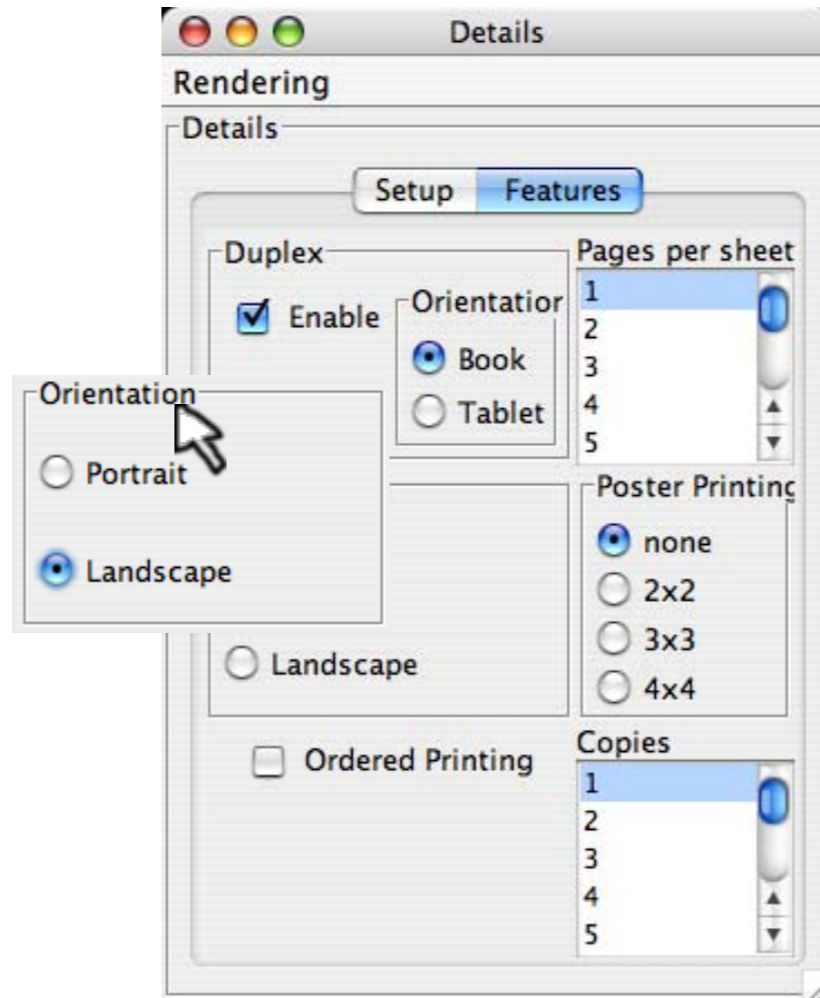 Details
Rendering
Details
Setup Features
Duplex
Enable
Orientatior
Book
Tablet
Pages per sheet
1
2
3
4
5
Orientation
Portrait
Landscape
Landscape
Poster Printing
none
2x2
3x3
4x4
Ordered Printing
Copies
1
2
3
4
5